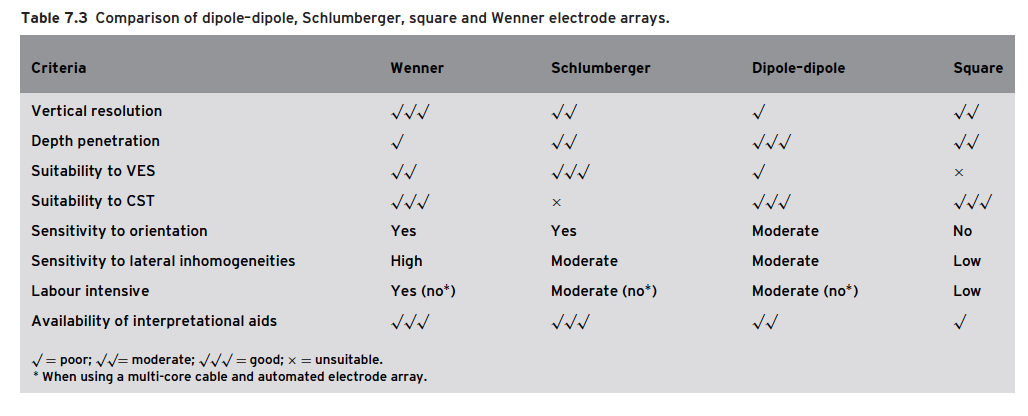 Table 7.3 Comparison of dipole–dipole, Schlumberger, square and Wenner electrode arrays.
Criteria Wenner Schlumberger Dipole–dipole Square
Vertical resolution √√√ √√ √ √√
Depth penetration √ √√ √√√ √√
Suitability to VES √√ √√√ √ ×
Suitability to CST √√√ × √√√ √√√
Sensitivity to orientation Yes Yes Moderate No
Sensitivity to lateral inhomogeneities High Moderate Moderate Low
Labour intensive Yes (no*) Moderate (no*) Moderate (no*) Low
Availability of interpretational aids √√√ √√√ √√ √
√ = poor; √√= moderate; √√√ = good; × = unsuitable.
* When using a multi-core cable and automated electrode array.